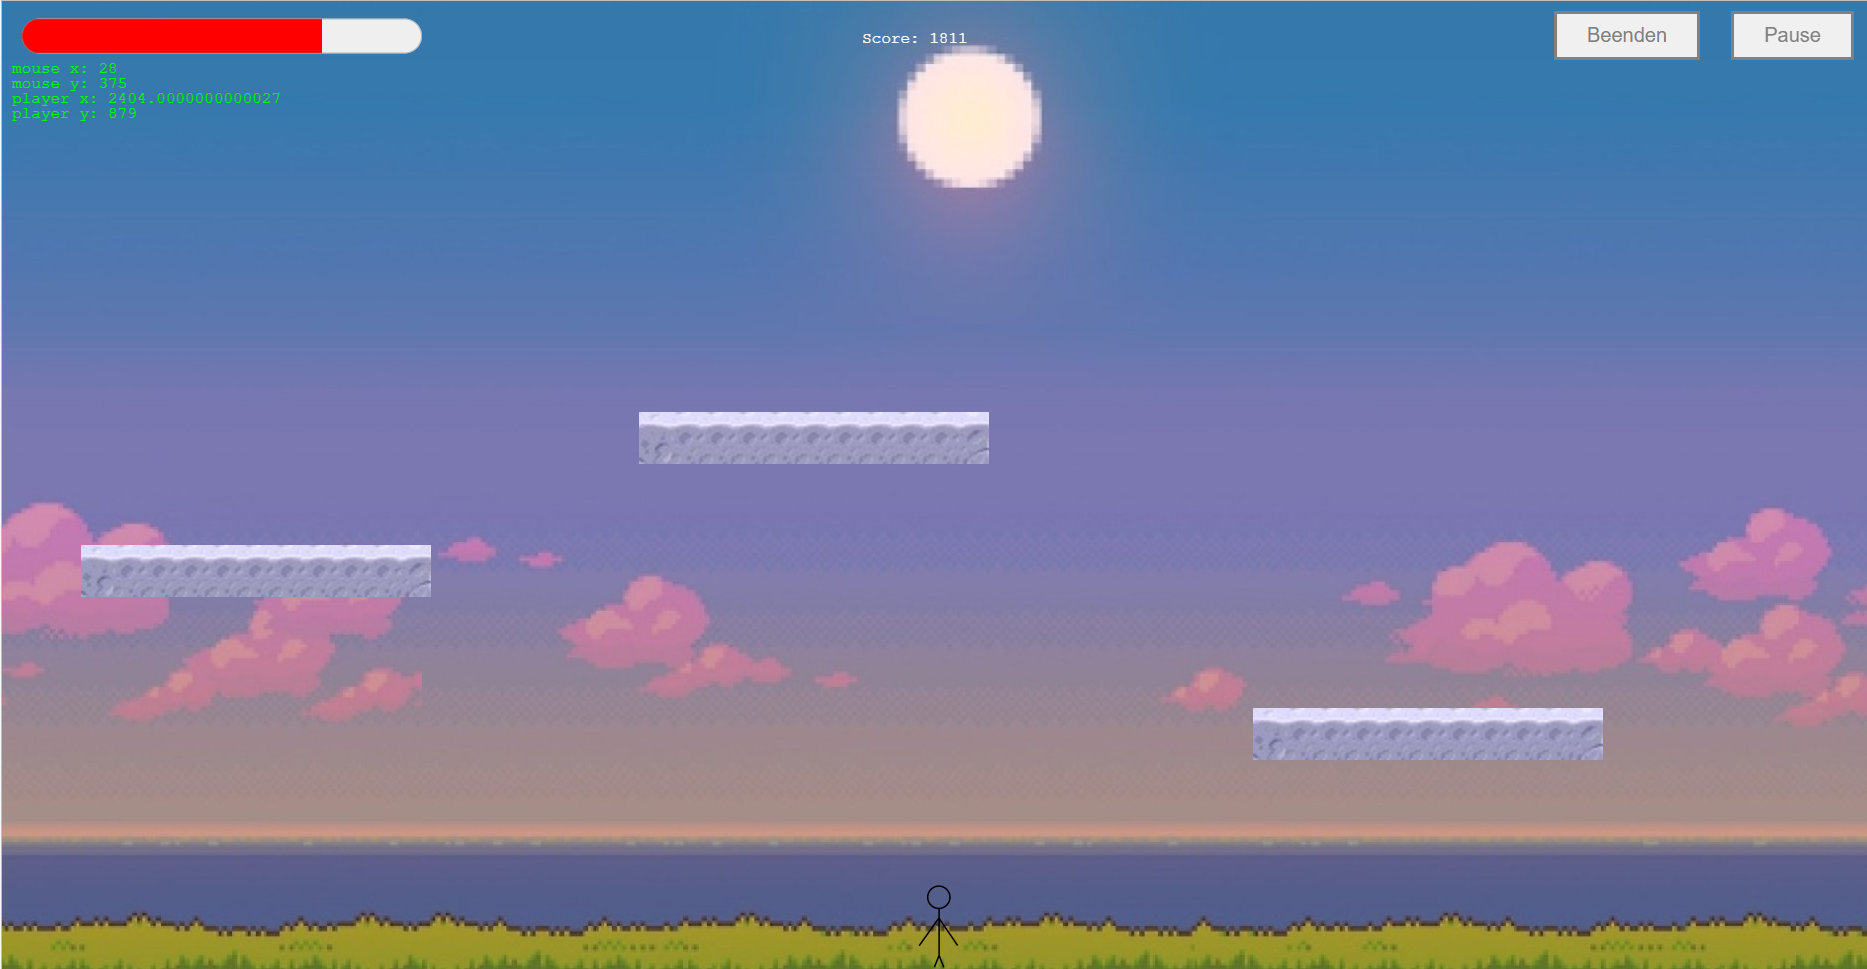 Score: 1811
Beenden
Pause
mouse x: 28
mouse y: 375
player x: 2404.0000000000027
player y: 879